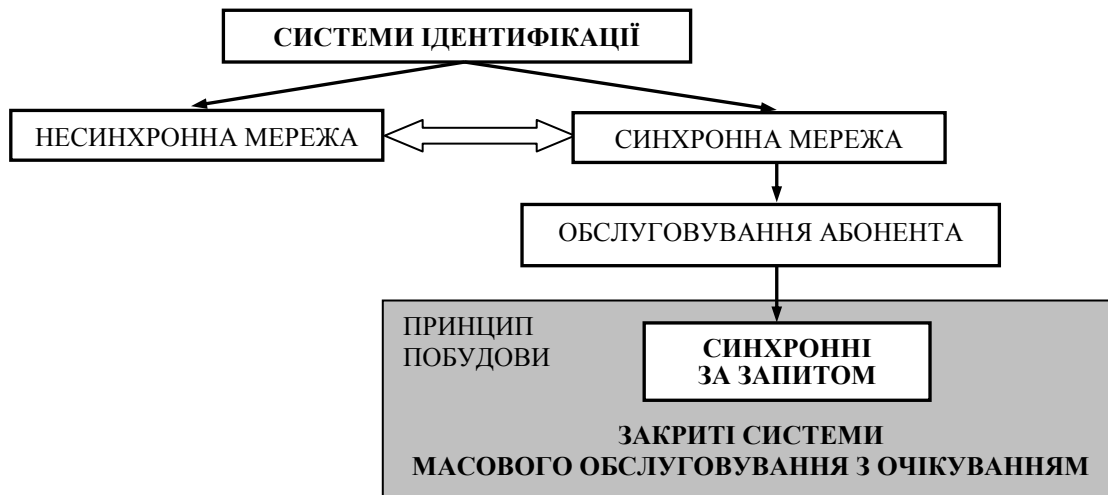 СИСТЕМИ ІДЕНТИФІКАЦІЇ
НЕСИНХРОННА МЕРЕЖА
СИНХРОННА МЕРЕЖА
ОБСЛУГОВУВАННЯ АБОНЕНТА
ПРИНЦИП
ПОБУДОВИ
СИНХРОННІ
ЗА ЗАПИТОМ
ЗАКРИТІ СИСТЕМИ
МАСОВОГО ОБСЛУГОВУВАННЯ З ОЧІКУВАННЯМ